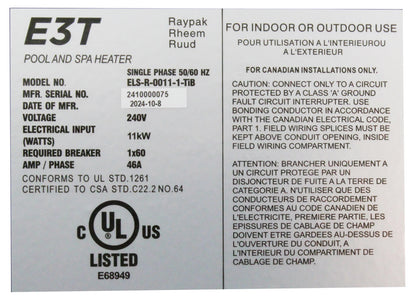 E3T
Raypak
Rheem
Ruud
POOL AND SPA HEATER
SINGLE PHASE 50/60 HZ
MODEL NO. ELS-R-0011-1-TiB
MFR. SERIAL NO. 2410000075
DATE OF MFR. 2024-10-8
VOLTAGE 240V
ELECTRICAL INPUT 11kW
(WATTS)
REQUIRED BREAKER 1x60
AMP / PHASE 46A
CONFORMS TO UL STD.1261
CERTIFIED TO CSA STD.C22.2 NO.64
C UL US
LISTED
E68949
FOR INDOOR OR OUTDOOR USE
POUR UTILISATION A L'INTERIEUROU
A L'EXTERIEUR
FOR CANADIAN INSTALLATIONS ONLY.
CAUTION: CONNECT ONLY TO A CIRCUIT
PROTECTED BY A CLASS 'A' GROUND
FAULT CIRCUIT INTERRUPTER. USE
BONDING CONDUCTOR IN ACCORDANCE
WITH THE CANADIAN ELECTRICAL CODE,
PART 1. FIELD WIRING SPLICES MUST BE
KEPT ABOVE CONDUIT OPENING, INSIDE
FIELD WIRING COMPARTMENT.
ATTENTION: BRANCHER UNIQUEMENT A
UN CIRCUIT PROTEGE PAR UN
DISJONCTEUR DE FUITE A LA TERRE DE
CATEGORIE A. N'UTILISER QUE DES
CONDUCTEURS DE RACCORDEMENT
CONFORMES AU CODE CANADIEN DE
L'ELECTRICITE, PREMIERE PARTIE, LES
EPISSURES DE CABLAGE DE CHAMP
DOIVENT ETRE GARDEES AU-DESSUS DE
L'OUVERTURE DU CONDUIT, A
L'INTERIEUR DU COMPARTIMENT DE
CABLAGE DE CHAMP.